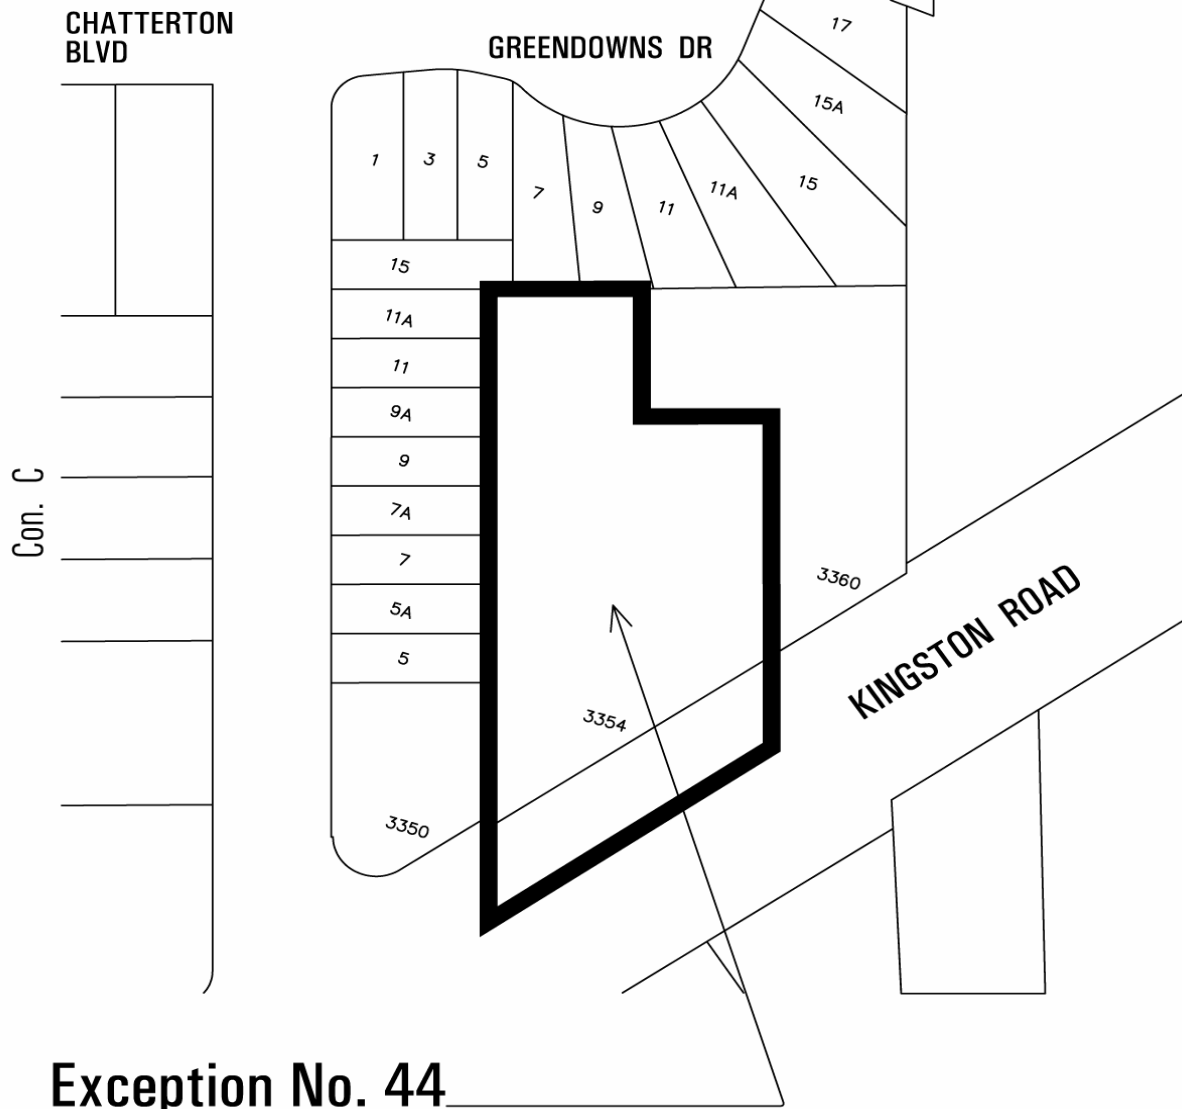 CHATTERTON
BLVD
GREENDOWNS DR
17
15A
15
11A
11
9
7
5
3
1
15
11A
11
9A
9
7A
7
5A
5
Con. C
3360
KINGSTON ROAD
3354
3350
Exception No. 44